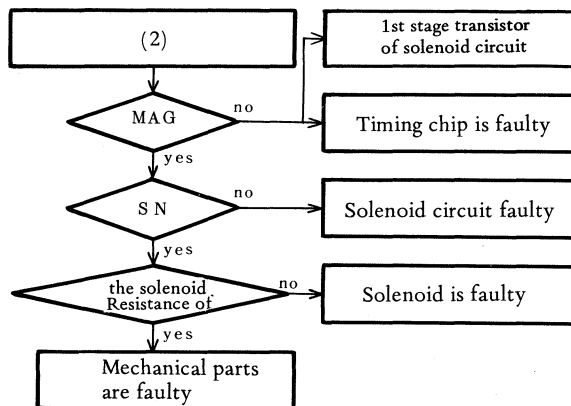 (2)
1st stage transistor
of solenoid circuit
MAG
no
Timing chip is faulty
yes
SN
no
Solenoid circuit faulty
yes
the solenoid
Resistance of
no
Solenoid is faulty
yes
Mechanical parts
are faulty